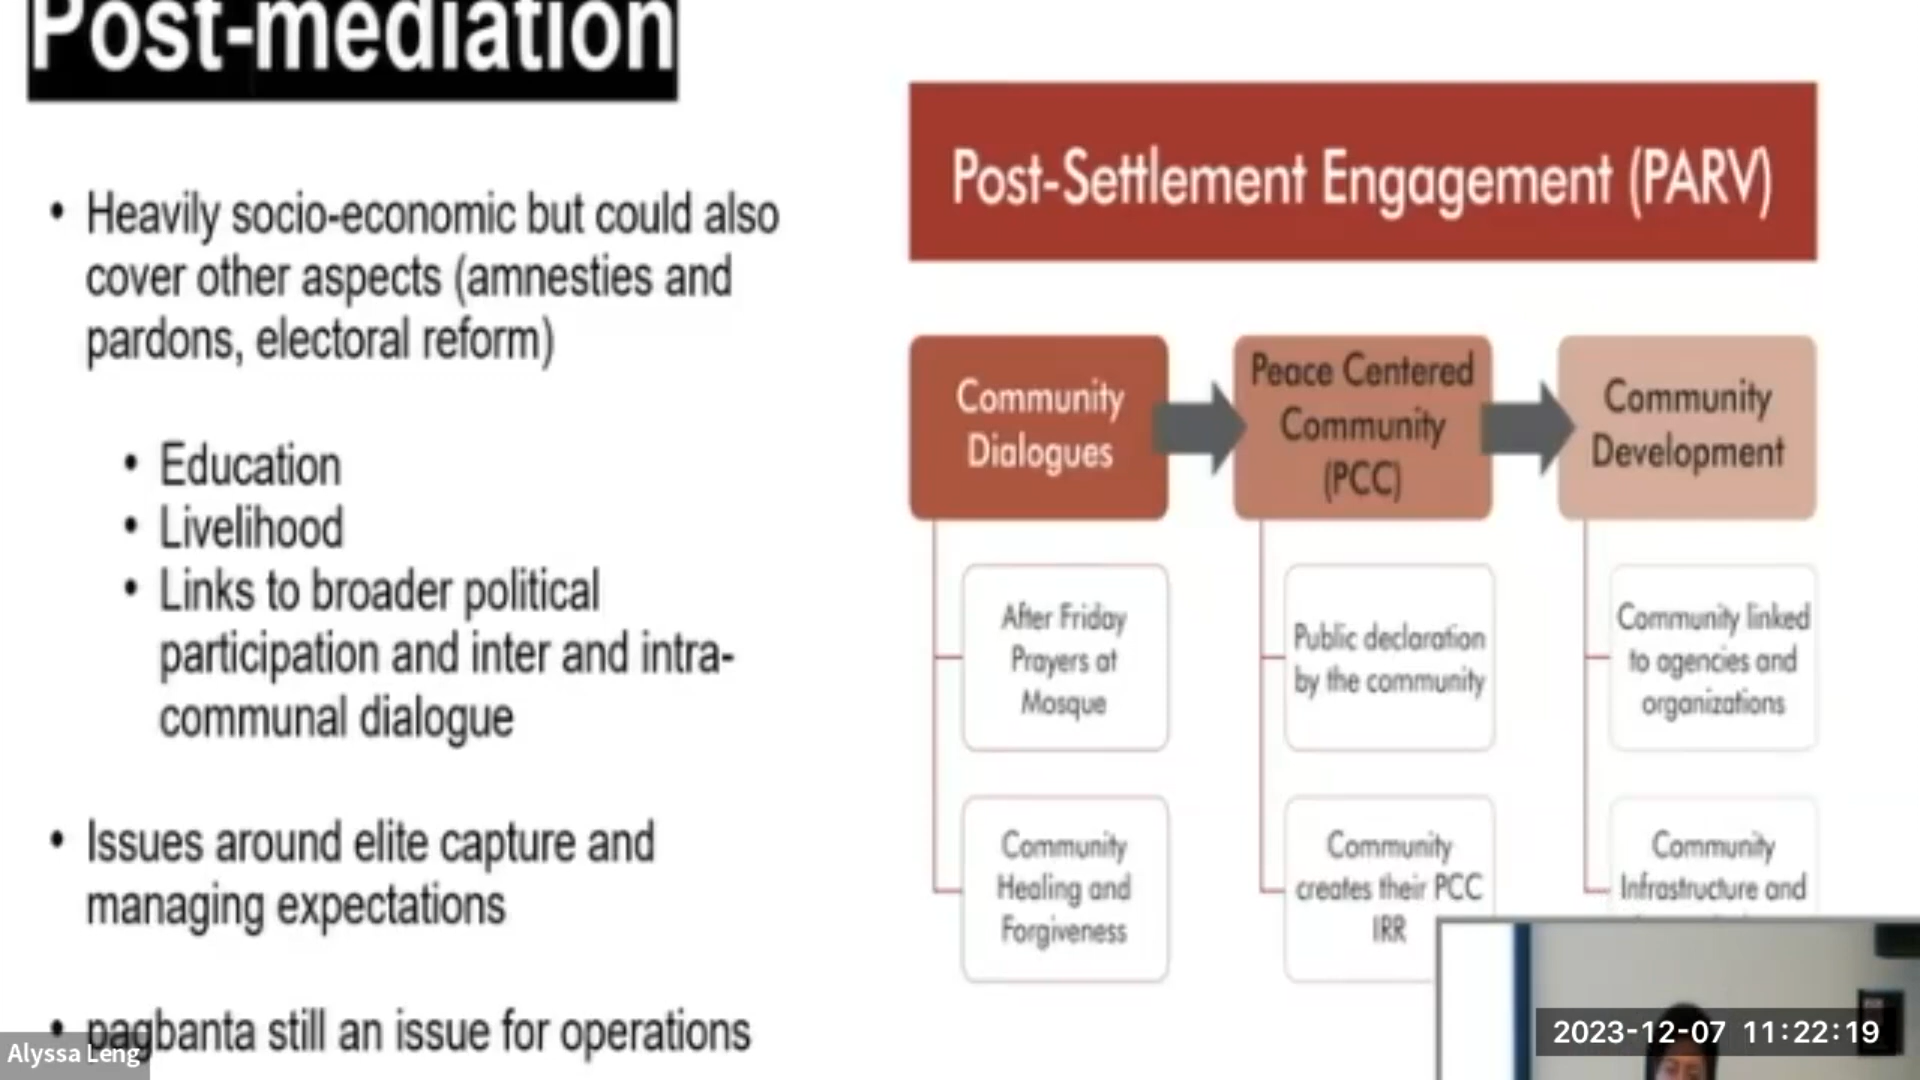 Post-mediation
• Heavily socio-economic but could also
cover other aspects (amnesties and
pardons, electoral reform)
• Education
• Livelihood
• Links to broader political
participation and inter and intra-
communal dialogue
• Issues around elite capture and
managing expectations
• pagbanta still an issue for operations
Post-Settlement Engagement (PARV)
Community
Dialogues
After Friday
Prayers at
Mosque
Community
Healing and
Forgiveness
Peace Centered
Community
(PCC)
Public declaration
by the community
Community
creates their PCC
IRR
Community
Development
Community linked
to agencies and
organizations
Community
Infrastructure and
Alyssa Leng
2023-12-07 11:22:19